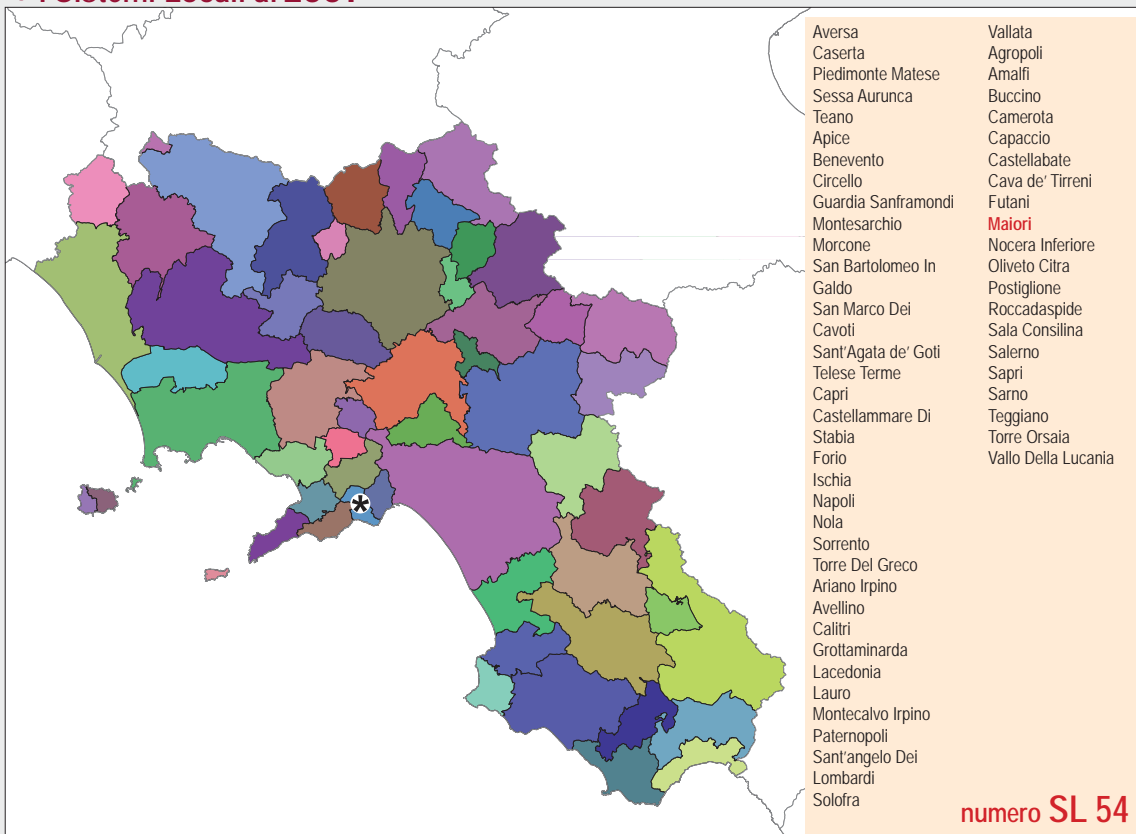 Aversa
Caserta
Piedimonte Matese
Sessa Aurunca
Teano
Apice
Benevento
Circello
Guardia Sanframondi
Montesarchio
Morcone
San Bartolomeo In
Galdo
San Marco Dei
Cavoti
Sant'Agata de' Goti
Telese Terme
Capri
Castellammare Di
Stabia
Forio
Ischia
Napoli
Nola
Sorrento
Torre Del Greco
Ariano Irpino
Avellino
Calitri
Grottaminarda
Lacedonia
Lauro
Montecalvo Irpino
Paternopoli
Sant'angelo Dei
Lombardi
Solofra
Vallata
Agropoli
Amalfi
Buccino
Camerota
Capaccio
Castellabate
Cava de' Tirreni
Futani
Maiori
Nocera Inferiore
Oliveto Citra
Postiglione
Roccadaspide
Sala Consilina
Salerno
Sapri
Sarno
Teggiano
Torre Orsaia
Vallo Della Lucania
numero SL 54